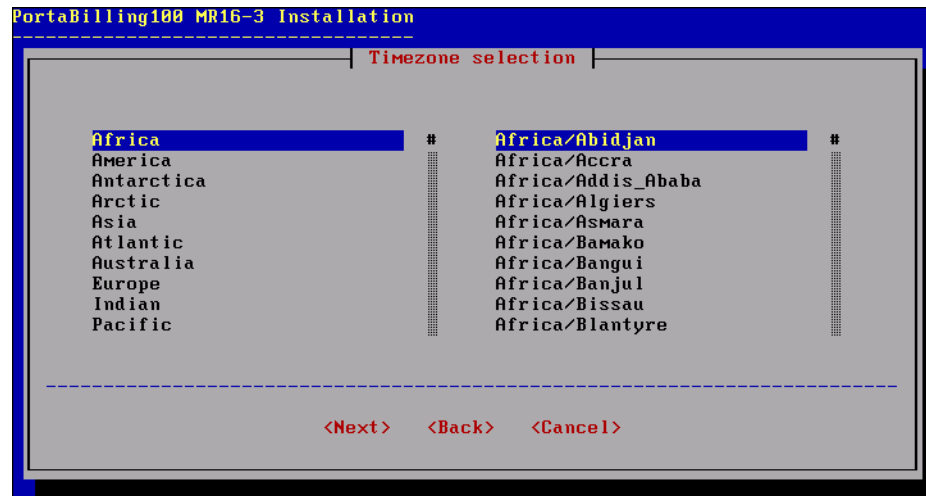 PortaBilling100 MR16-3 Installation
Timezone selection
Africa # Africa/Abidjan #
America Africa/Accra
Antarctica Africa/Addis_Ababa
Arctic Africa/Algiers
Asia Africa/Asmara
Atlantic Africa/Bamako
Australia Africa/Bangui
Europe Africa/Banjul
Indian Africa/Bissau
Pacific Africa/Blantyre
<Next> <Back> <Cancel>